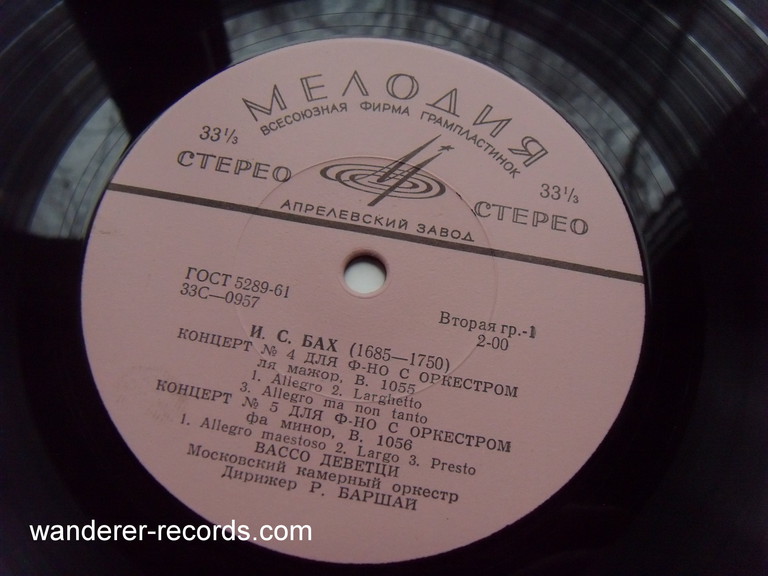 МЕЛОДИЯ
ВСЕСОЮЗНАЯ ФИРМА ГРАМПЛАСТИНОК
33⅓
СТЕРЕО
33⅓
СТЕРЕО
АПРЕЛЕВСКИЙ ЗАВОД
ГОСТ 5289-61
33С—0957
Вторая гр.-1
2-00
И. С. БАХ (1685—1750)
КОНЦЕРТ № 4 ДЛЯ Ф-НО С ОРКЕСТРОМ
ля мажор, В. 1055
1. Allegro 2. Larghetto
3. Allegro ma non tanto
КОНЦЕРТ № 5 ДЛЯ Ф-НО С ОРКЕСТРОМ
фа минор, В. 1056
1. Allegro maestoso 2. Largo 3. Presto
ВАССО ДЕВЕТЦИ
Московский камерный оркестр
Дирижер Р. БАРШАЙ
wanderer-records.com